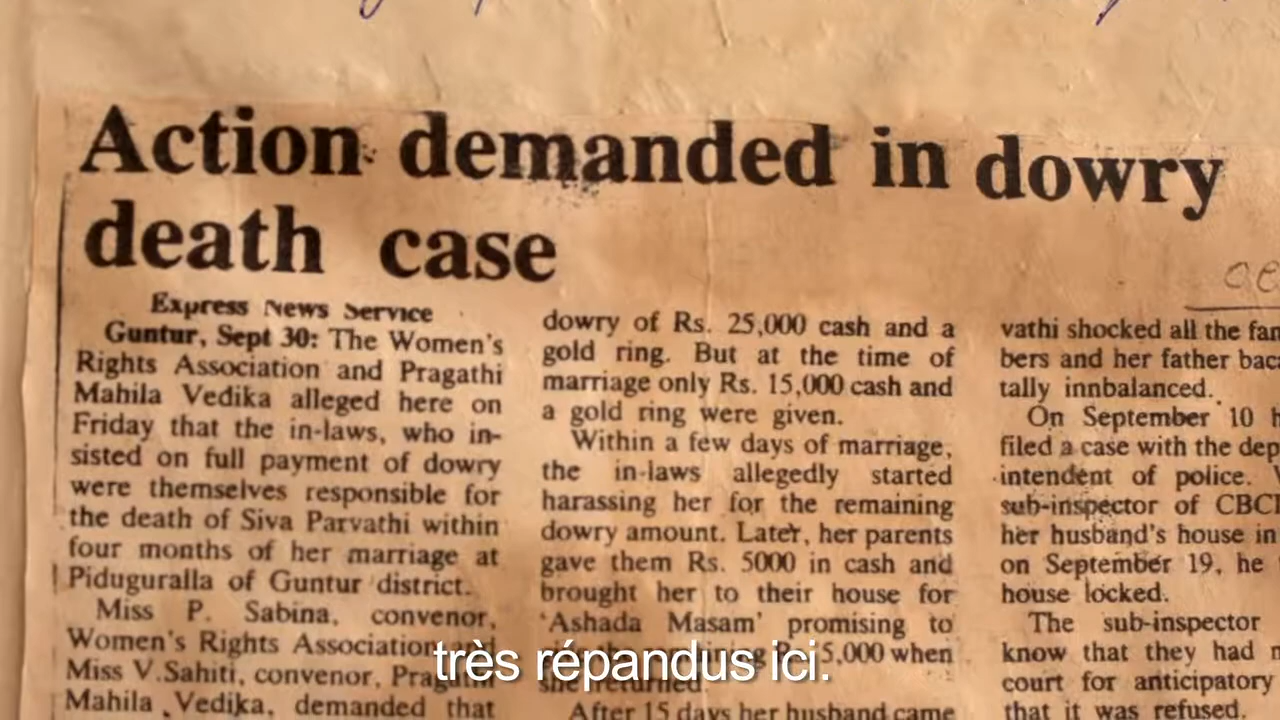 Action demanded in dowry
death case
Express News Service
Guntur, Sept 30: The Women's
Rights Association and Pragathi
Mahila Vedika alleged here on
Friday that the in-laws, who in-
sisted on full payment of dowry
were themselves responsible for
the death of Siva Parvathi within
four months of her marriage at
Piduguralla of Guntur district.
Miss P. Sabina, convenor,
Women's Rights Association and
Miss V.Sahiti, convenor, Pragathi
Mahila Vedika, demanded that
dowry of Rs. 25,000 cash and a
gold ring. But at the time of
marriage only Rs. 15,000 cash and
a gold ring were given.
Within a few days of marriage,
the in-laws allegedly started
harassing her for the remaining
dowry amount. Later, her parents
gave them Rs. 5000 in cash and
brought her to their house for
'Ashada Masam' promising to
5,000 when
she returned
After 15 days her husband came
vathi shocked all the
bers and her father
tally innbalanced.
On September 10
filed a case with the
intendent of police.
sub-inspector of
her husband's house in
on September 19, he
house locked.
The sub-inspector
know that they had
court for anticipatory
that it was refused.
très répandus ici.